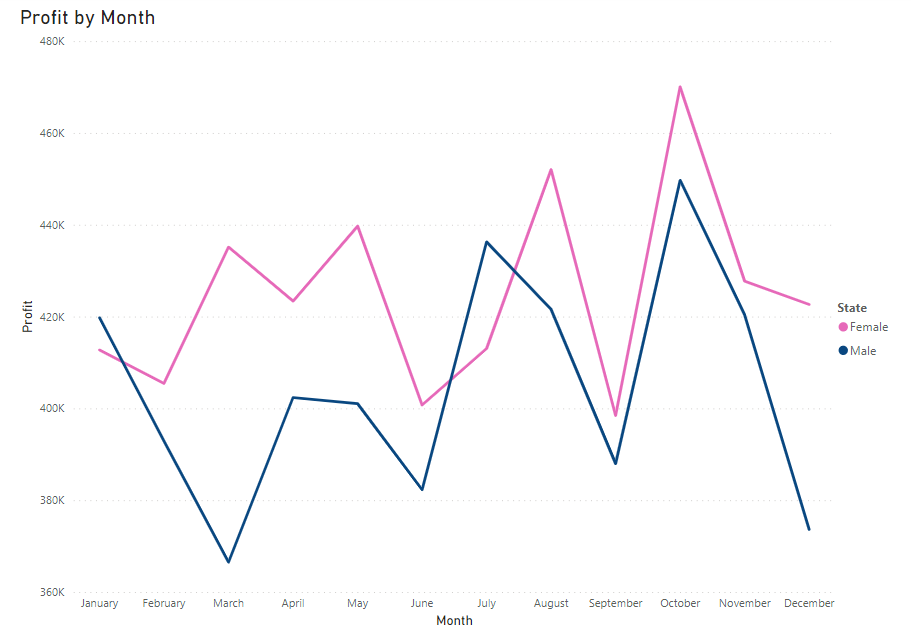 Profit by Month
480K
460K
440K
420K
400K
380K
360K
Profit
January February March April May June July August September October November December
Month
State
Female
Male